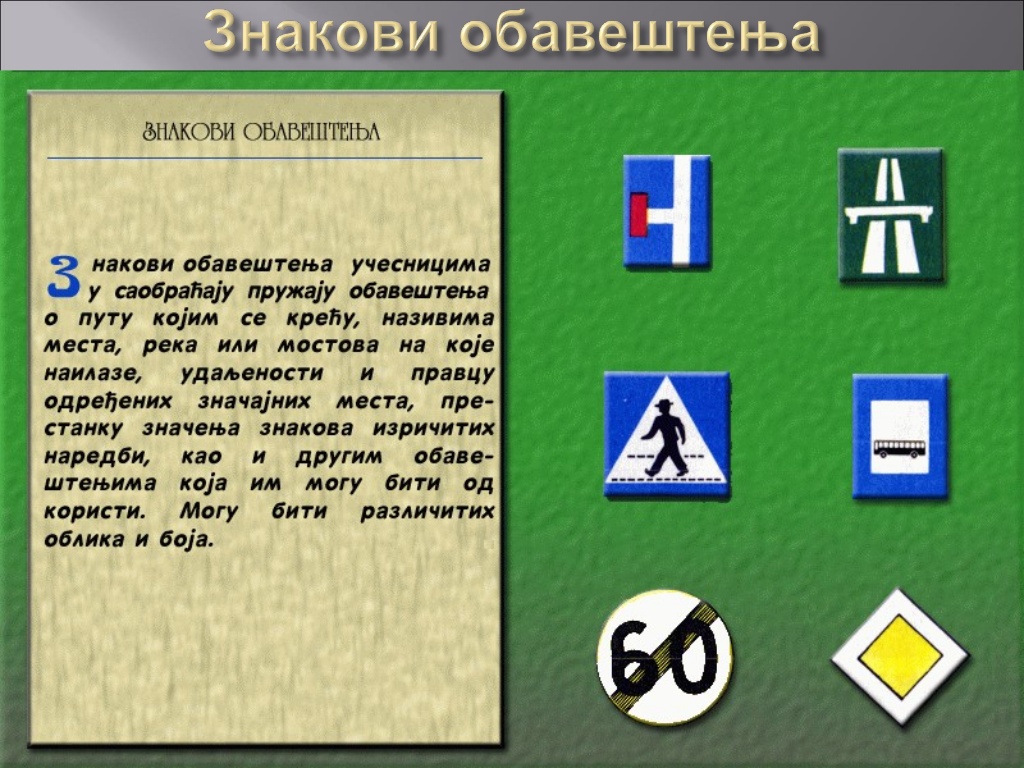 Знакови обавештења
ЗНАКОВИ ОБАВЕШТЕЊА
Знакови обавештења учесницима
у саобраћају пружају обавештења
о путу којим се крећу, називима
места, река или мостова на које
наилазе, удаљености и правцу
одређених значајних места, пре-
станку значења знакова изричитих
наредби, као и другим обаве-
штењима која им могу бити од
користи. Могу бити различитих
облика и боја.
60